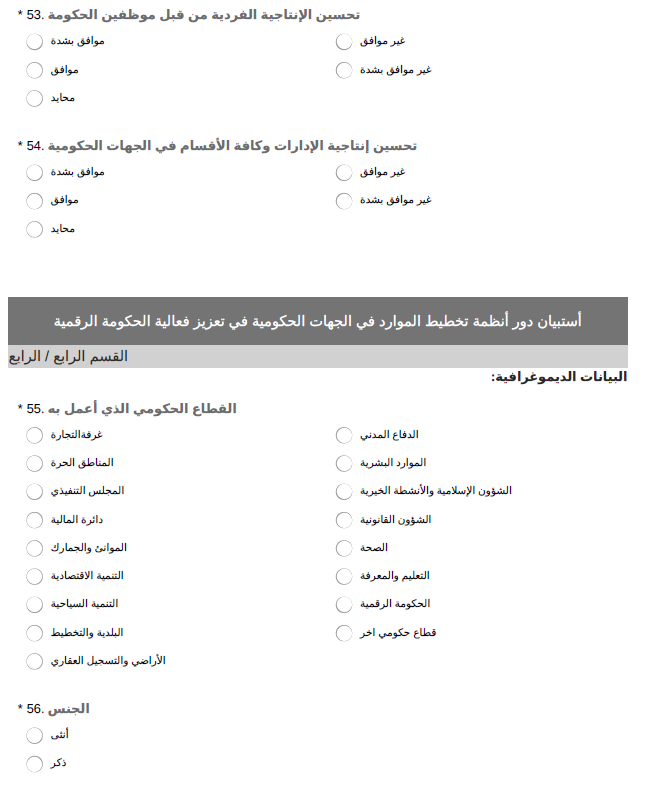 * 53. تحسين الإنتاجية الفردية من قبل موظفين الحكومة
موافق بشدة
غير موافق
موافق
غير موافق بشدة
محايد
* 54. تحسين إنتاجية الإدارات وكافة الأقسام في الجهات الحكومية
موافق بشدة
غير موافق
موافق
غير موافق بشدة
محايد
أستبيان دور أنظمة تخطيط الموارد في الجهات الحكومية في تعزيز فعالية الحكومة الرقمية
القسم الرابع / الرابع
البيانات الديموغرافية:
* 55. القطاع الحكومي الذي أعمل به
غرفةالتجارة
الدفاع المدني
المناطق الحرة
الموارد البشرية
المجلس التنفيذي
الشؤون الإسلامية والأنشطة الخيرية
دائرة المالية
الشؤون القانونية
الموانئ والجمارك
الصحة
التنمية الاقتصادية
التعليم والمعرفة
التنمية السياحية
الحكومة الرقمية
البلدية والتخطيط
قطاع حكومي اخر
الأراضي والتسجيل العقاري
* 56. الجنس
أنثى
ذكر